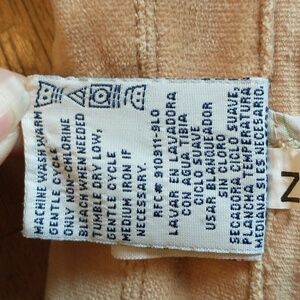 MACHINE WASH WARM
GENTLE CYCLE
ONLY NON-CHLORINE
BLEACH WHEN NEEDED
TUMBLE DRY LOW,
GENTLE CYCLE
MEDIUM IRON IF
NECESSARY.
RFC# 910911-9L0
LAVAR EN LAVADORA
CON AGUA TIBIA
CICLO SUAVE
USAR BLANQUEADOR
SIN CLORO
SECADORA CICLO SUAVE,
PLANCHA TEMPERATURA
MEDIANA SI ES NECESARIO.